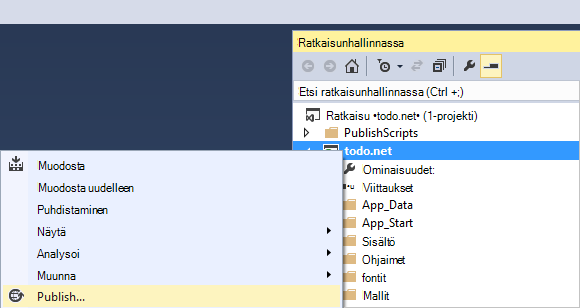 Ratkaisunhallinnassa
Etsi ratkaisunhallinnassa (Ctrl +;)
Ratkaisu •todo.net• (1-projekti)
PublishScripts
todo.net
Ominaisuudet:
Viittaukset
App_Data
App_Start
Sisältö
Ohjaimet
fontit
Mallit
Muodosta
Muodosta uudelleen
Puhdistaminen
Näytä
Analysoi
Muunna
Publish...